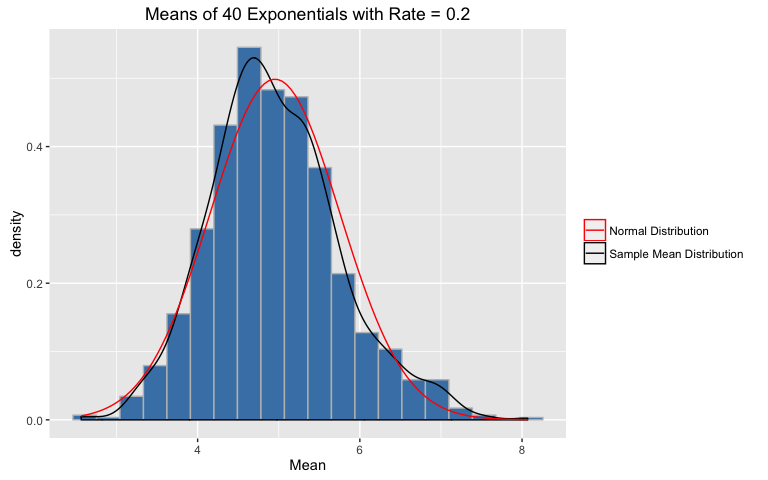 Means of 40 Exponentials with Rate = 0.2
density
0.4
0.2
0.0
4
6
8
Mean
Normal Distribution
Sample Mean Distribution